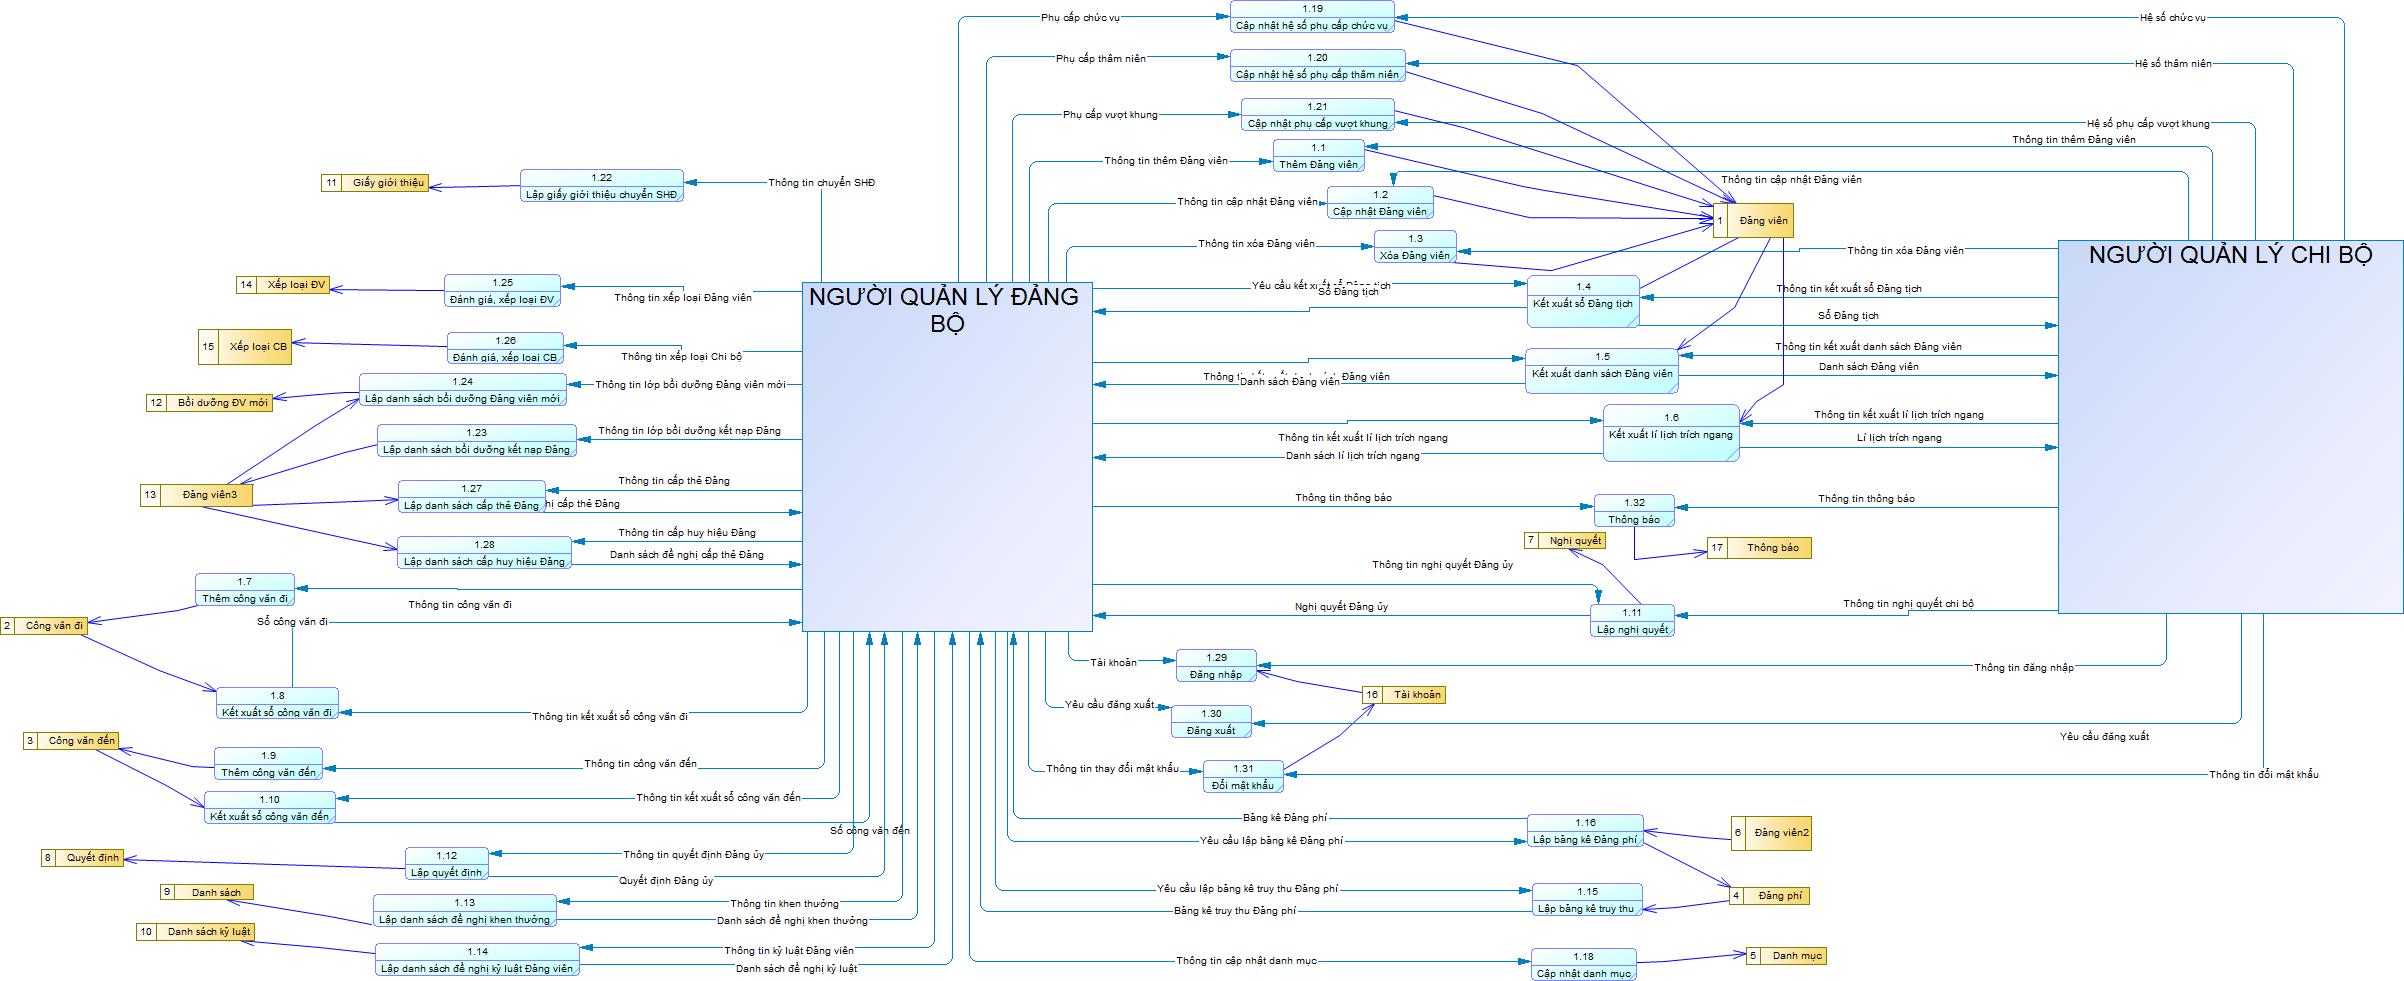 Phụ cấp chức vụ
1.19
Cập nhật hệ số phụ cấp chức vụ
Hệ số chức vụ
Phụ cấp thâm niên
1.20
Cập nhật hệ số phụ cấp thâm niên
Hệ số thâm niên
Phụ cấp vượt khung
1.21
Cập nhật phụ cấp vượt khung
Hệ số phụ cấp vượt khung
Thông tin thêm Đảng viên
1.1
Thêm Đảng viên
Thông tin thêm Đảng viên
11 Giấy giới thiệu
1.22
Lập giấy giới thiệu chuyển SHĐ
Thông tin chuyển SHĐ
Thông tin cập nhật Đảng viên
1.2
Cập nhật Đảng viên
Thông tin cập nhật Đảng viên
1 Đảng viên
Thông tin xóa Đảng viên
1.3
Xóa Đảng viên
Thông tin xóa Đảng viên
NGƯỜI QUẢN LÝ CHI BỘ
NGƯỜI QUẢN LÝ ĐẢNG
BỘ
14 Xếp loại ĐV
1.25
Đánh giá, xếp loại ĐV
Thông tin xếp loại Đảng viên
Sổ Đảng tịch
1.4
Kết xuất sổ Đảng tịch
Thông tin kết xuất sổ Đảng tịch
Sổ Đảng tịch
15 Xếp loại CB
1.26
Đánh giá, xếp loại CB
Thông tin xếp loại Chi bộ
Danh sách Đảng viên
1.5
Kết xuất danh sách Đảng viên
Thông tin kết xuất danh sách Đảng viên
Danh sách Đảng viên
12 Bồi dưỡng ĐV mới
1.24
Lập danh sách bồi dưỡng Đảng viên mới
Thông tin lớp bồi dưỡng Đảng viên mới
1.23
Lập danh sách bồi dưỡng kết nạp Đảng
Thông tin lớp bồi dưỡng kết nạp Đảng
Thông tin kết xuất lí lịch trích ngang
Danh sách lí lịch trích ngang
1.6
Kết xuất lí lịch trích ngang
Thông tin kết xuất lí lịch trích ngang
Lí lịch trích ngang
13 Đảng viên3
1.27
Lập danh sách cấp thẻ Đảng
Thông tin cấp thẻ Đảng
cấp thẻ Đảng
Thông tin thông báo
1.32
Thông báo
Thông tin thông báo
17 Thông báo
7 Nghị quyết
1.28
Lập danh sách cấp huy hiệu Đảng
Thông tin cấp huy hiệu Đảng
Danh sách đề nghị cấp thẻ Đảng
Thông tin nghị quyết Đảng ủy
Nghị quyết Đảng ủy
1.11
Lập nghị quyết
Thông tin nghị quyết chi bộ
1.7
Thêm công văn đi
Thông tin công văn đi
2 Công văn đi
Sổ công văn đi
1.8
Kết xuất sổ công văn đi
Thông tin kết xuất sổ công văn đi
Tài khoản
1.29
Đăng nhập
Thông tin đăng nhập
16 Tài khoản
Yêu cầu đăng xuất
1.30
Đăng xuất
Yêu cầu đăng xuất
3 Công văn đến
1.9
Thêm công văn đến
Thông tin công văn đến
Thông tin thay đổi mật khẩu
1.31
Đổi mật khẩu
Thông tin đổi mật khẩu
1.10
Kết xuất sổ công văn đến
Thông tin kết xuất sổ công văn đến
Sổ công văn đến
Bảng kê Đảng phí
Yêu cầu lập bảng kê Đảng phí
1.16
Lập bảng kê Đảng phí
6 Đảng viên2
8 Quyết định
1.12
Lập quyết định
Thông tin quyết định Đảng ủy
Quyết định Đảng ủy
9 Danh sách
1.13
Lập danh sách đề nghị khen thưởng
Thông tin khen thưởng
Danh sách đề nghị khen thưởng
Yêu cầu lập bảng kê truy thu Đảng phí
Bảng kê truy thu Đảng phí
1.15
Lập bảng kê truy thu
4 Đảng phí
10 Danh sách kỷ luật
1.14
Lập danh sách đề nghị kỷ luật Đảng viên
Thông tin kỷ luật Đảng viên
Danh sách đề nghị kỷ luật
Thông tin cập nhật danh mục
1.18
Cập nhật danh mục
5 Danh mục